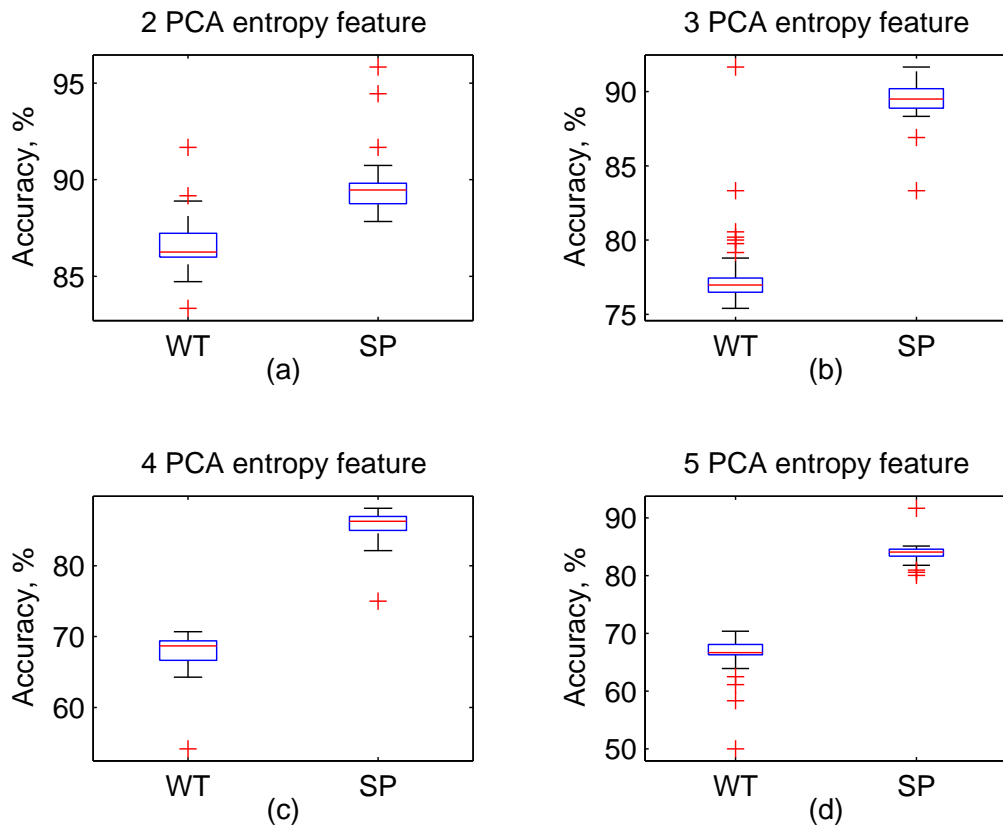 2 PCA entropy feature
Accuracy, %
95
90
85
WT SP
(a)
3 PCA entropy feature
Accuracy, %
90
85
80
75
WT SP
(b)
4 PCA entropy feature
Accuracy, %
80
70
60
WT SP
(c)
5 PCA entropy feature
Accuracy, %
90
80
70
60
50
WT SP
(d)